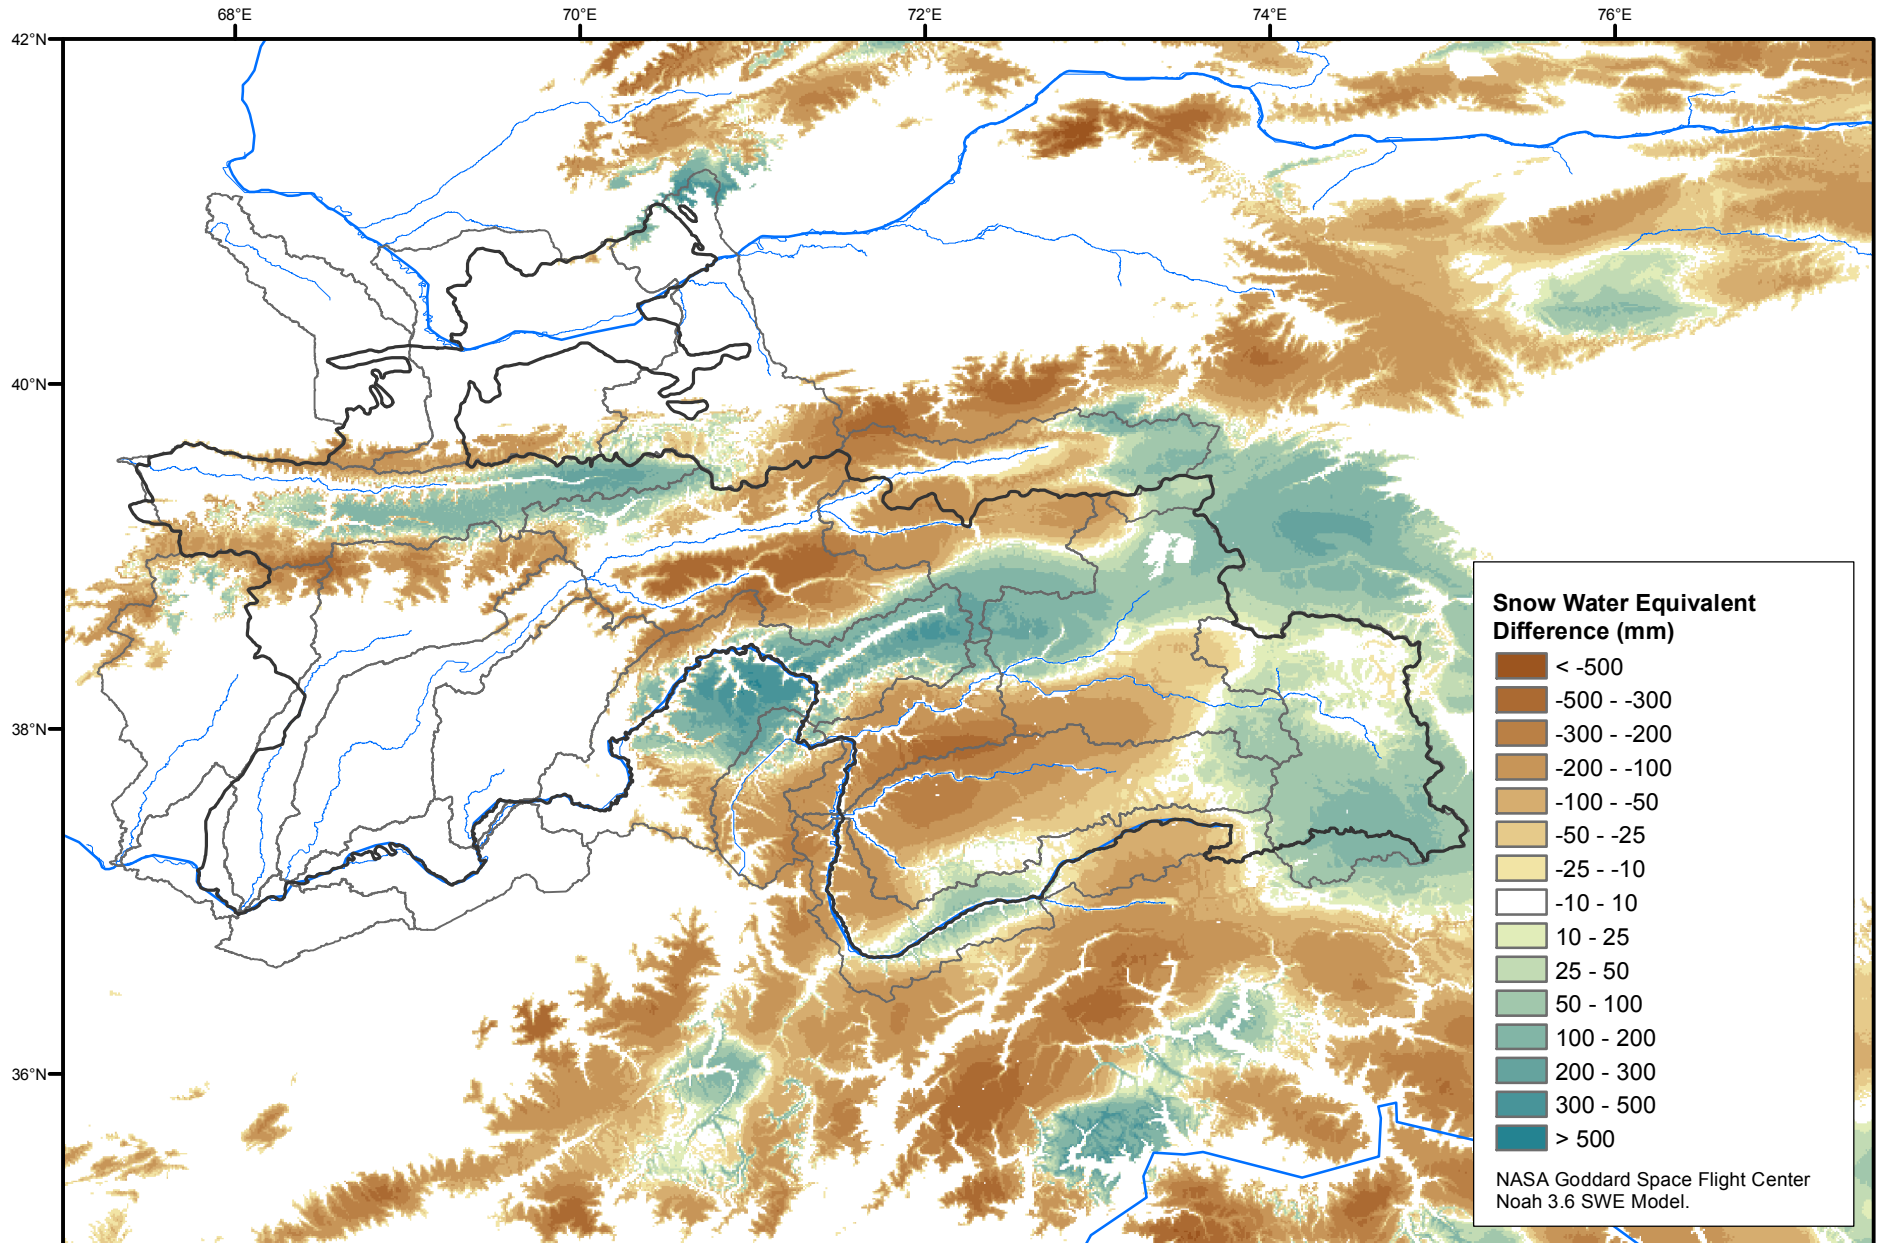 68°E
70°E
72°E
74°E
76°E
42°N
40°N
38°N
36°N
Snow Water Equivalent
Difference (mm)
< -500
-500 - -300
-300 - -200
-200 - -100
-100 - -50
-50 - -25
-25 - -10
-10 - 10
10 - 25
25 - 50
50 - 100
100 - 200
200 - 300
300 - 500
> 500
NASA Goddard Space Flight Center
Noah 3.6 SWE Model.